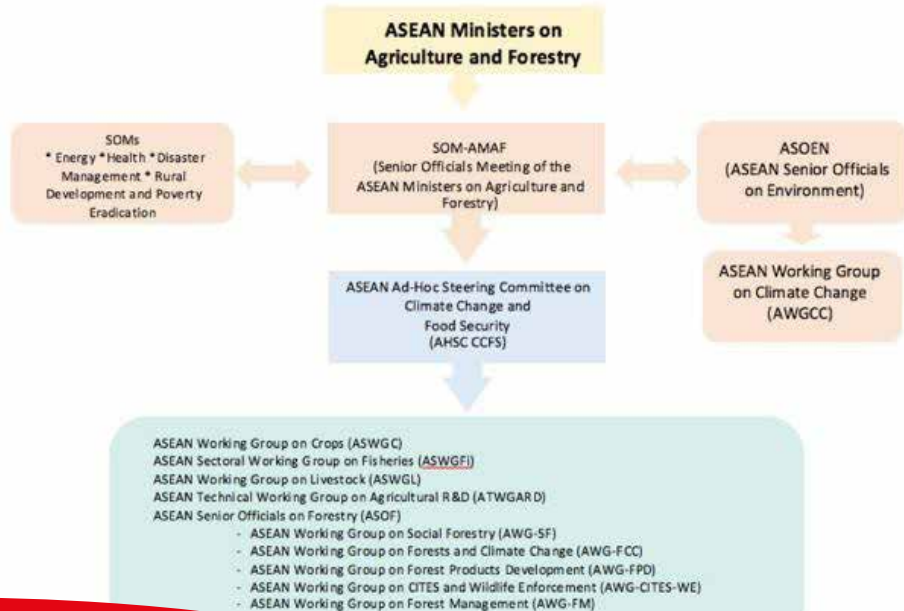 ASEAN Ministers on
Agriculture and Forestry
SOMs
* Energy *Health *Disaster
Management * Rural
Development and Poverty
Eradication
SOM-AMAF
(Senior Officials Meeting of the
ASEAN Ministers on Agriculture and
Forestry)
ASOEN
(ASEAN Senior Officials
on Environment)
ASEAN Ad-Hoc Steering Committee on
Climate Change and
Food Security
(AHSC CCFS)
ASEAN Working Group
on Climate Change
(AWGCC)
ASEAN Working Group on Crops (ASWGC)
ASEAN Sectoral Working Group on Fisheries (ASWGFi)
ASEAN Working Group on Livestock (ASWGL)
ASEAN Technical Working Group on Agricultural R&D (ATWGARD)
ASEAN Senior Officials on Forestry (ASOF)
- ASEAN Working Group on Social Forestry (AWG-SF)
- ASEAN Working Group on Forests and Climate Change (AWG-FCC)
- ASEAN Working Group on Forest Products Development (AWG-FPD)
- ASEAN Working Group on CITES and Wildlife Enforcement (AWG-CITES-WE)
- ASEAN Working Group on Forest Management (AWG-FM)